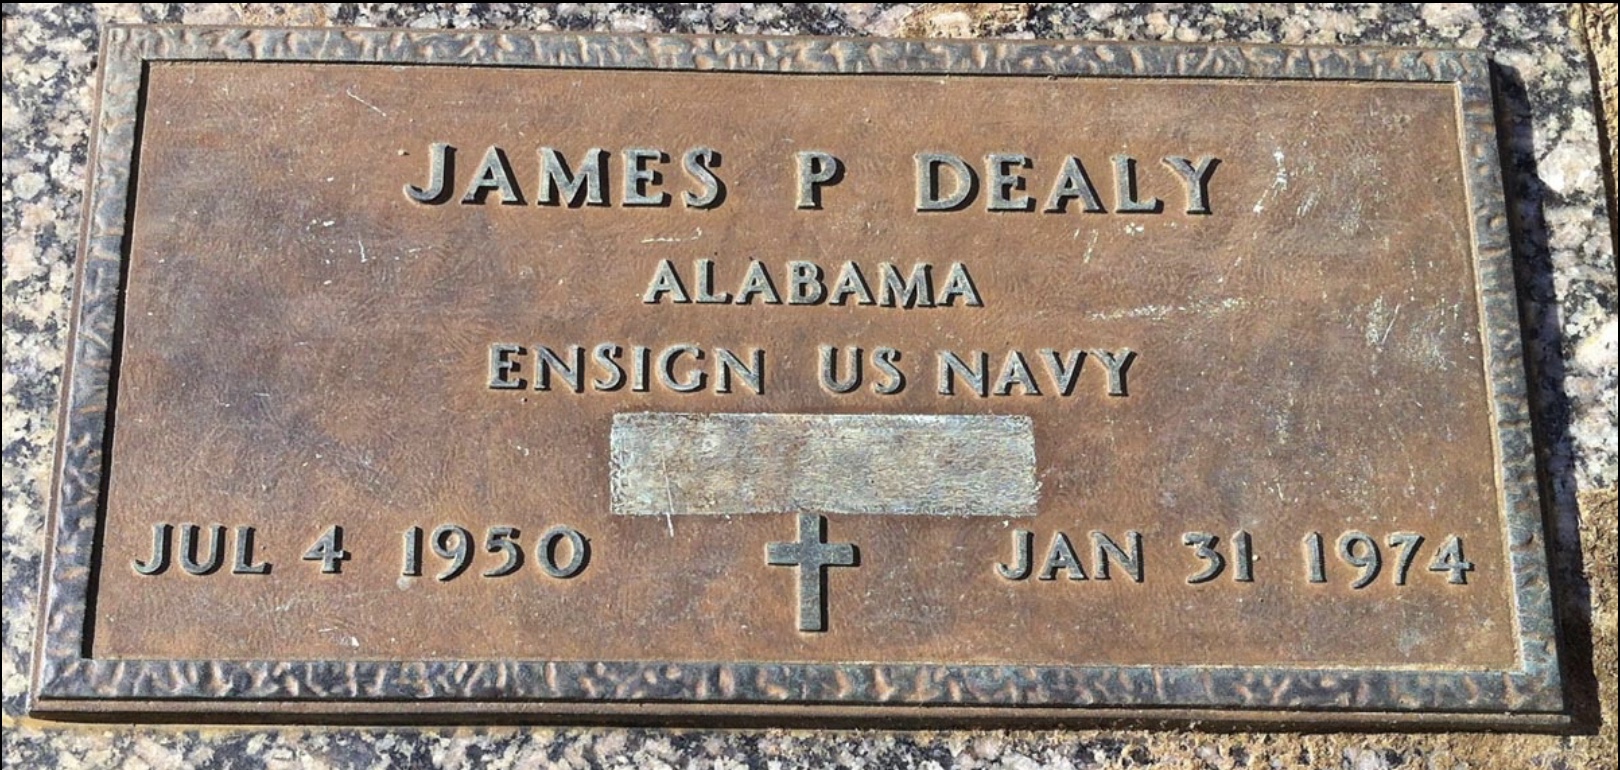 JAMES P DEALY
ALABAMA
ENSIGN US NAVY
JUL 4 1950 JAN 31 1974